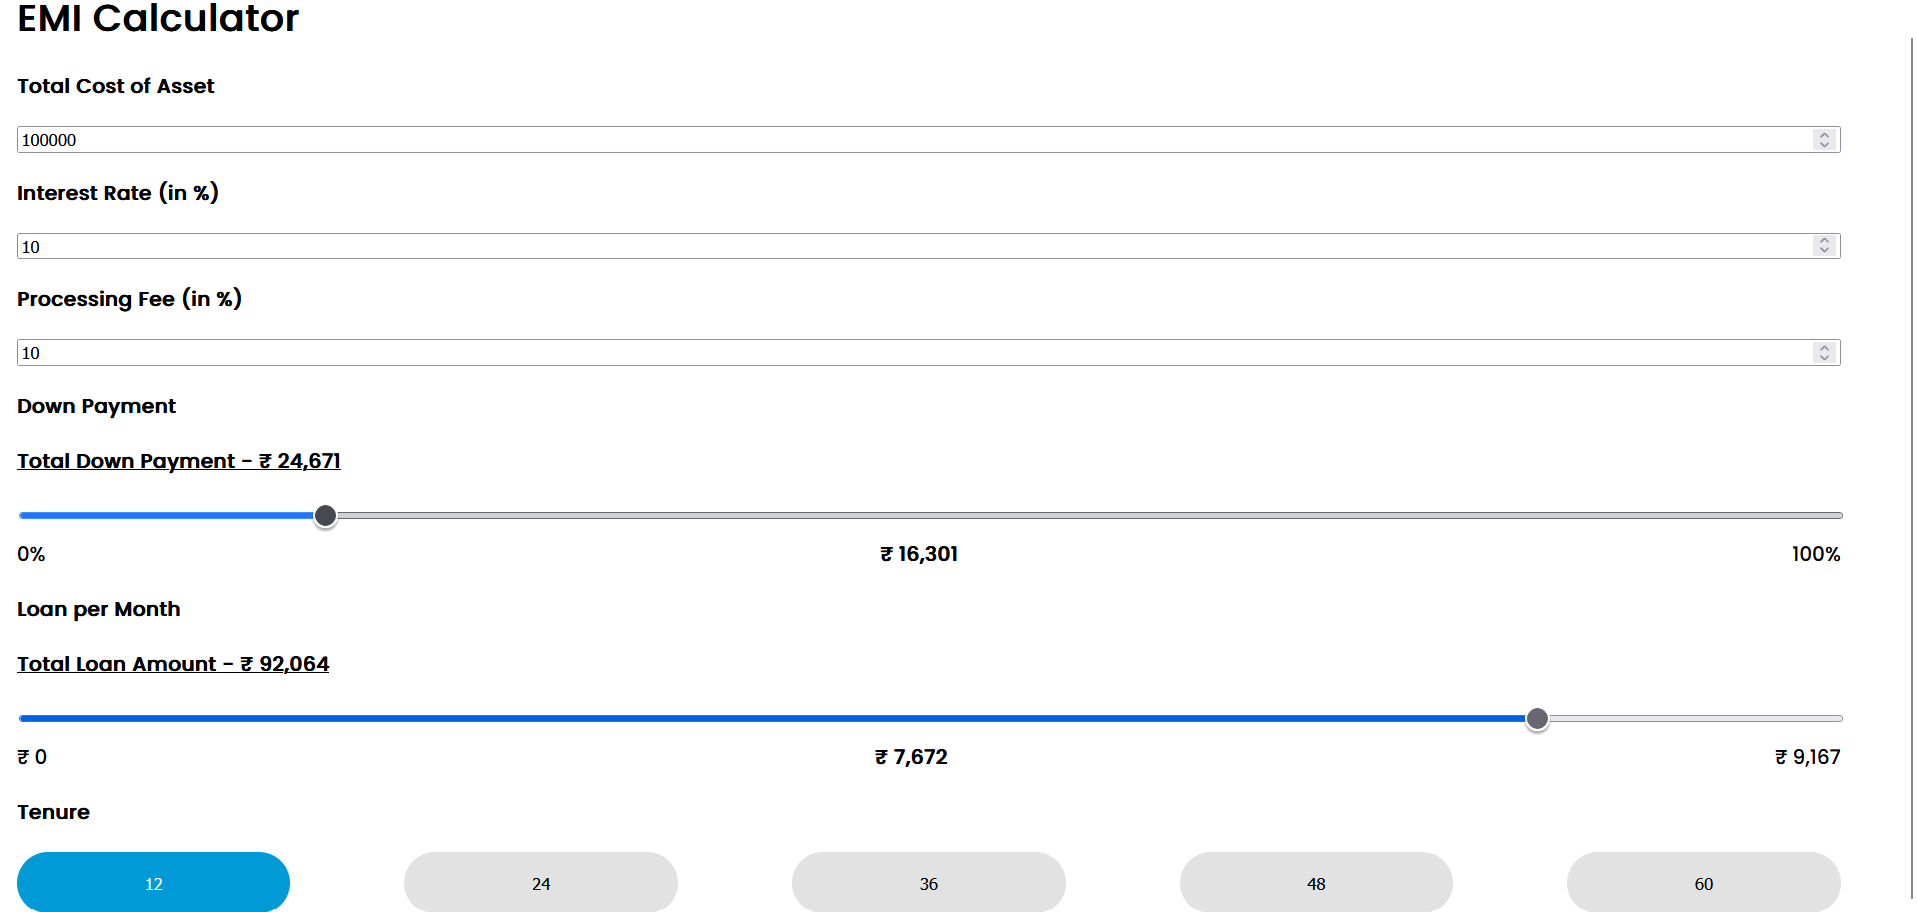 EMI Calculator
Total Cost of Asset
100000
Interest Rate (in %)
10
Processing Fee (in %)
10
Down Payment
Total Down Payment - ₹ 24,671
0% ₹ 16,301 100%
Loan per Month
Total Loan Amount - ₹ 92,064
₹ 0 ₹ 7,672 ₹ 9,167
Tenure
12 24 36 48 60